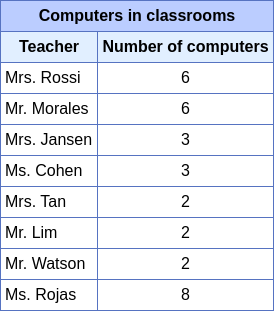 Computers in classrooms
Teacher Number of computers
Mrs. Rossi 6
Mr. Morales 6
Mrs. Jansen 3
Ms. Cohen 3
Mrs. Tan 2
Mr. Lim 2
Mr. Watson 2
Ms. Rojas 8